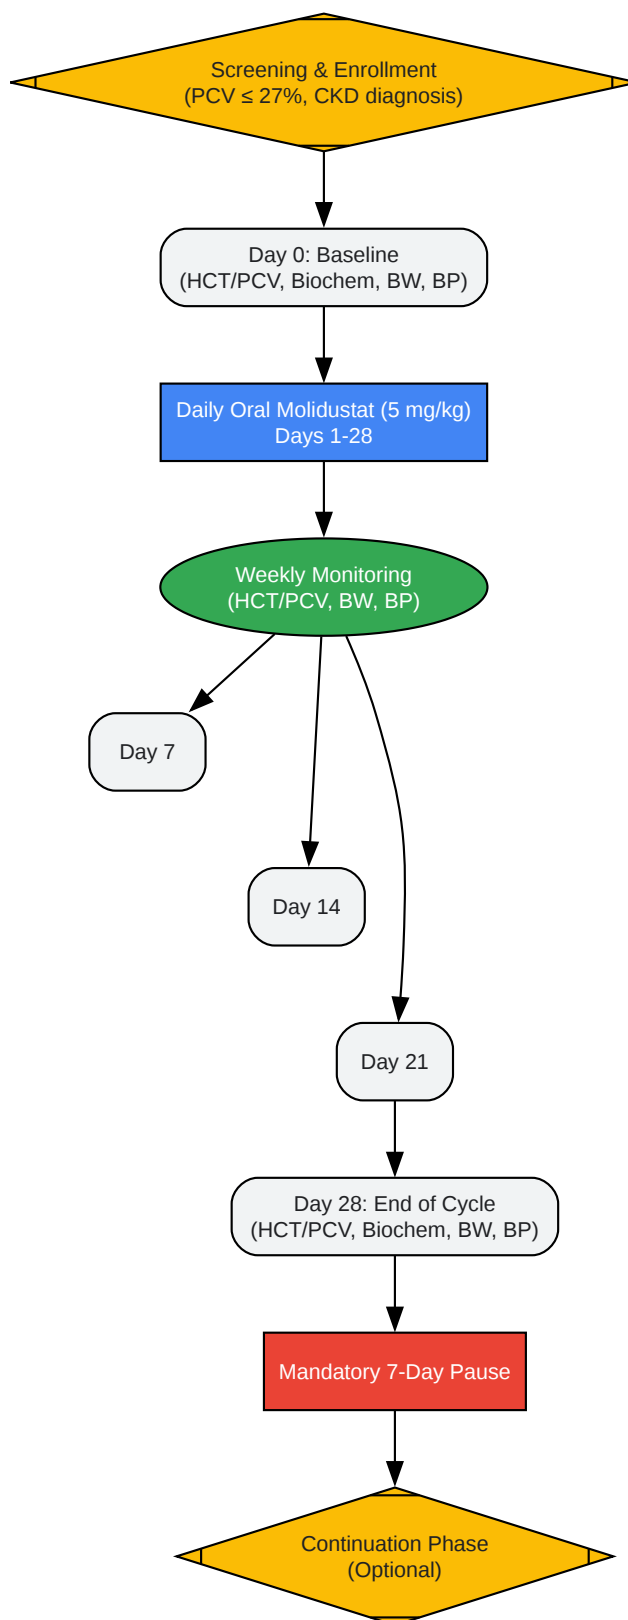 Screening & Enrollment
(PCV ≤ 27%, CKD diagnosis)
Day 0: Baseline
(HCT/PCV, Biochem, BW, BP)
Daily Oral Molidustat (5 mg/kg)
Days 1-28
Weekly Monitoring
(HCT/PCV, BW, BP)
Day 7
Day 14
Day 21
Day 28: End of Cycle
(HCT/PCV, Biochem, BW, BP)
Mandatory 7-Day Pause
Continuation Phase
(Optional)